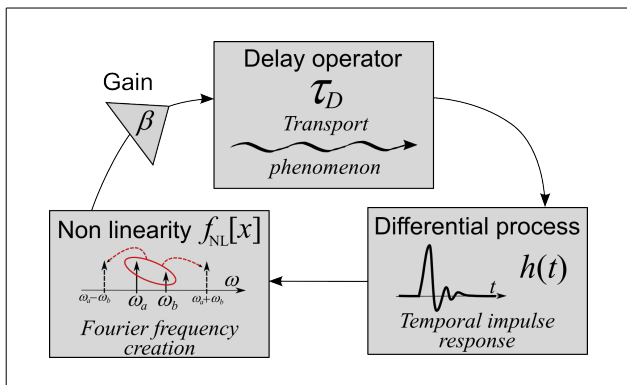 Delay operator
τD
Transport
phenomenon
Gain
β
Differential process
h(t)
t
Temporal impulse
response
Non linearity fNL[x]
ω
ωa−ωb ωa ωb ωa+ωb
Fourier frequency
creation